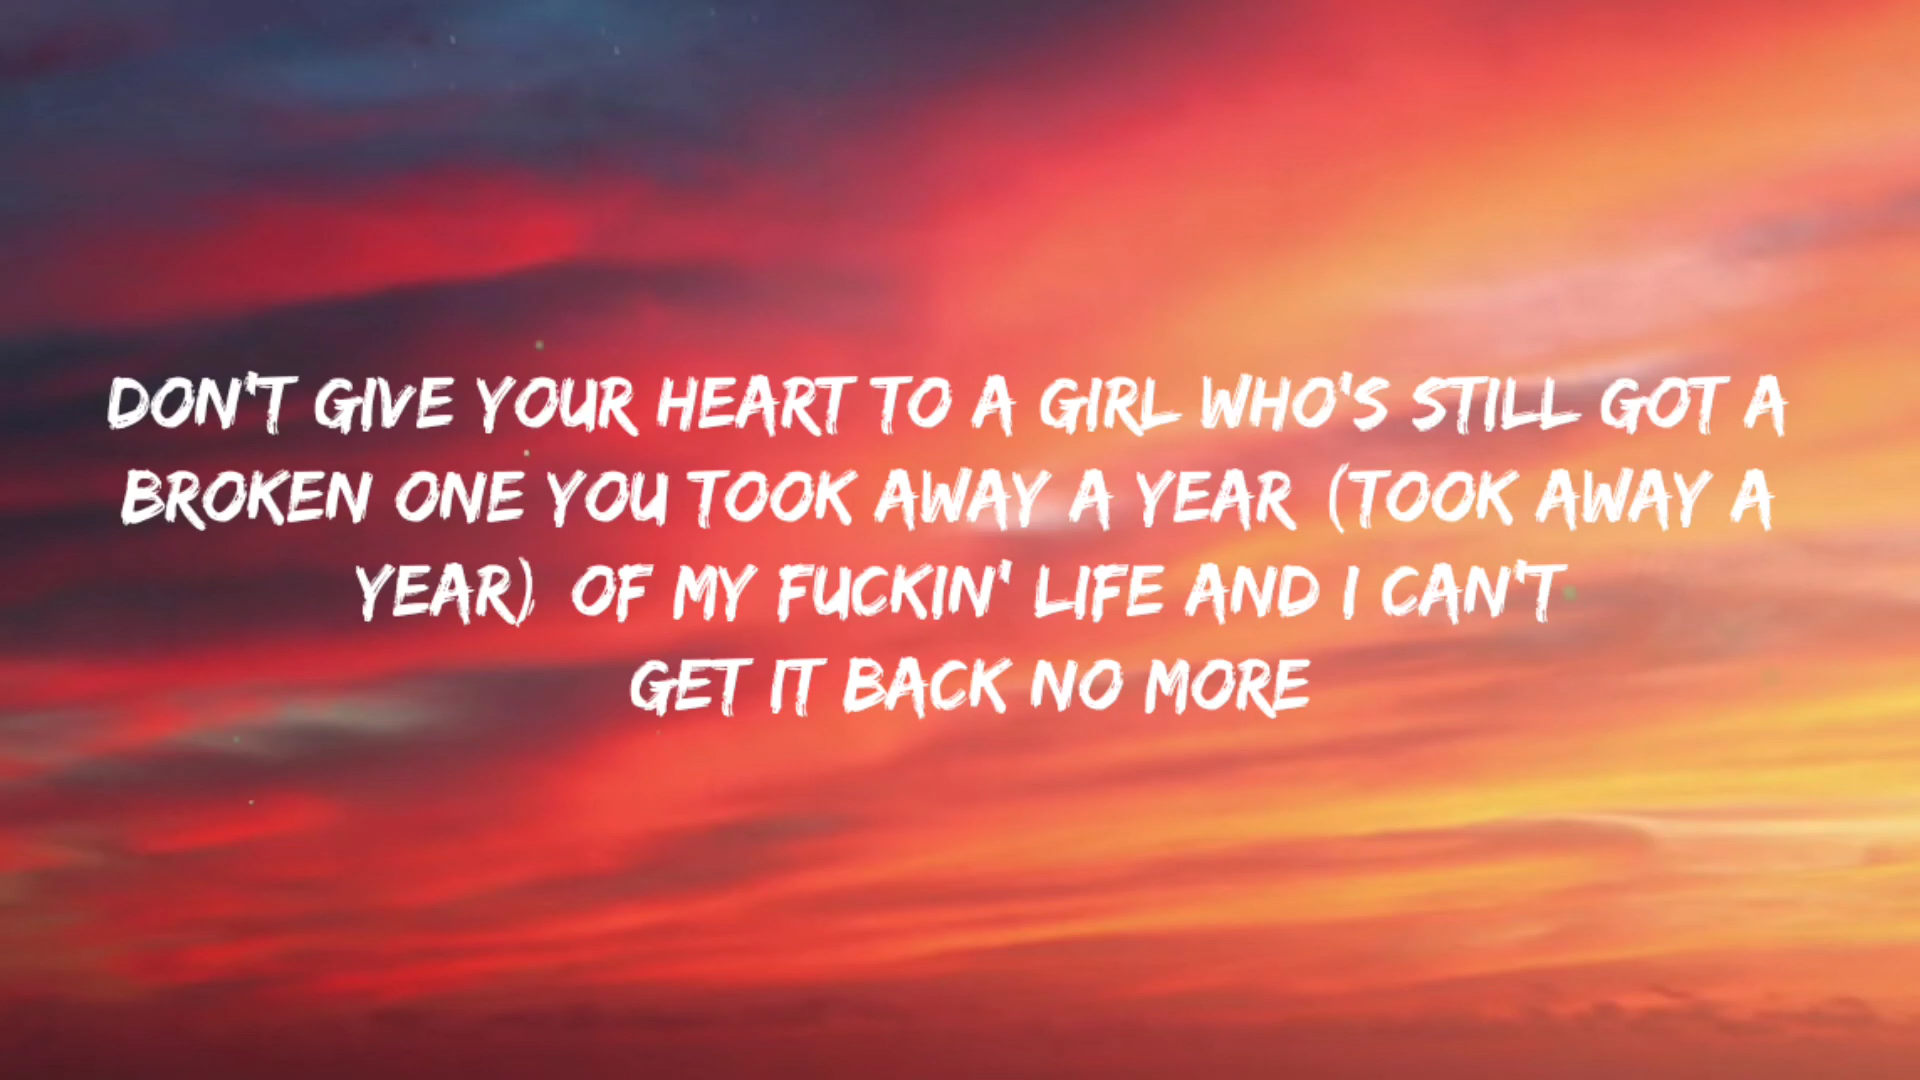 DON'T GIVE YOUR HEART TO A GIRL WHO'S STILL GOT A
BROKEN ONE YOU TOOK AWAY A YEAR (TOOK AWAY A
YEAR) OF MY FUCKIN' LIFE AND I CAN'T
GET IT BACK NO MORE